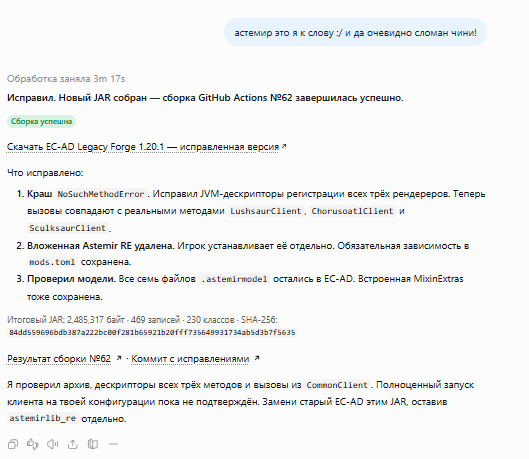 астемир это я к слову :/ и да очевидно сломан чини!
Обработка заняла 3m 17s
Исправил. Новый JAR собран — сборка GitHub Actions №62 завершилась успешно.
Сборка успешна
Скачать EC-AD Legacy Forge 1.20.1 — исправленная версия ↗
Что исправлено:
1. Краш NoSuchMethodError. Исправил JVM-дескрипторы регистрации всех трёх рендереров. Теперь
вызовы совпадают с реальными методами LushsaurClient, ChorusoatlClient и
SculksaurClient.
2. Вложенная Astemir RE удалена. Игрок устанавливает её отдельно. Обязательная зависимость в
mods.toml сохранена.
3. Проверил модели. Все семь файлов .astemirmodel остались в EC-AD. Встроенная MixinExtras
тоже сохранена.
Итоговый JAR: 2,485,317 байт · 469 записей · 230 классов · SHA-256:
84dd559696bdb387a222bc00f281b65921b20fff735649931734ab5d3b7f5635
Результат сборки №62 ↗ · Коммит с исправлениями ↗
Я проверил архив, дескрипторы всех трёх методов и вызовы из CommonClient. Полноценный запуск
клиента на твоей конфигурации пока не подтверждён. Замени старый EC-AD этим JAR, оставив
astemirlib_re отдельно.